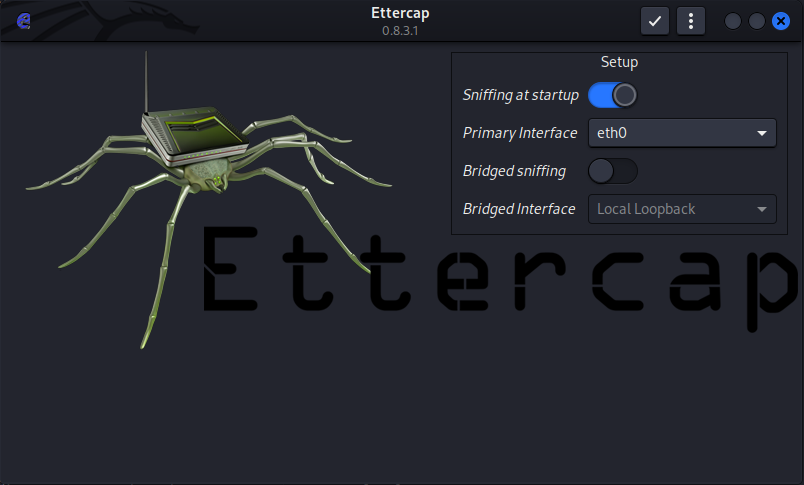 Ettercap
0.8.3.1
Setup
Sniffing at startup
Primary Interface eth0
Bridged sniffing
Bridged Interface Local Loopback
Ettercap